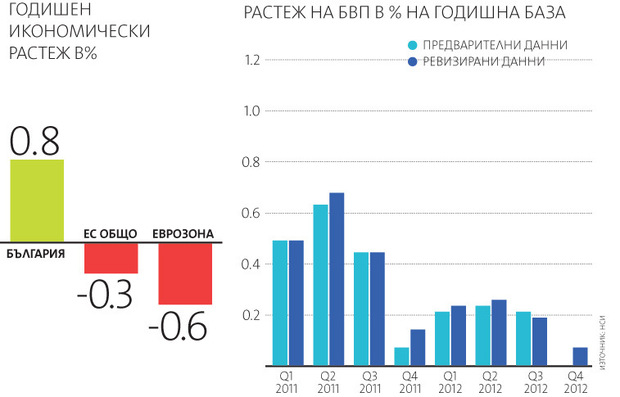 ГОДИШЕН
ИКОНОМИЧЕСКИ
РАСТЕЖ В%
0.8
БЪЛГАРИЯ
ЕС ОБЩО
ЕВРОЗОНА
-0.3
-0.6
РАСТЕЖ НА БВП В % НА ГОДИШНА БАЗА
ПРЕДВАРИТЕЛНИ ДАННИ
РЕВИЗИРАНИ ДАННИ
1.2
1.0
0.8
0.6
0.4
0.2
Q1 Q2 Q3 Q4 Q1 Q2 Q3 Q4
2011 2011 2011 2011 2012 2012 2012 2012
ИЗТОЧНИК: НСИ